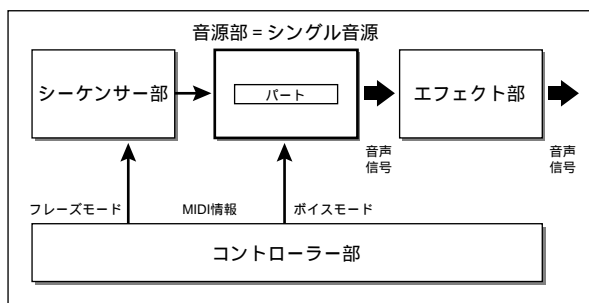 音源部 = シングル音源
シーケンサー部
パート
エフェクト部
音声
信号
音声
信号
フレーズモード
MIDI情報
ボイスモード
コントローラー部